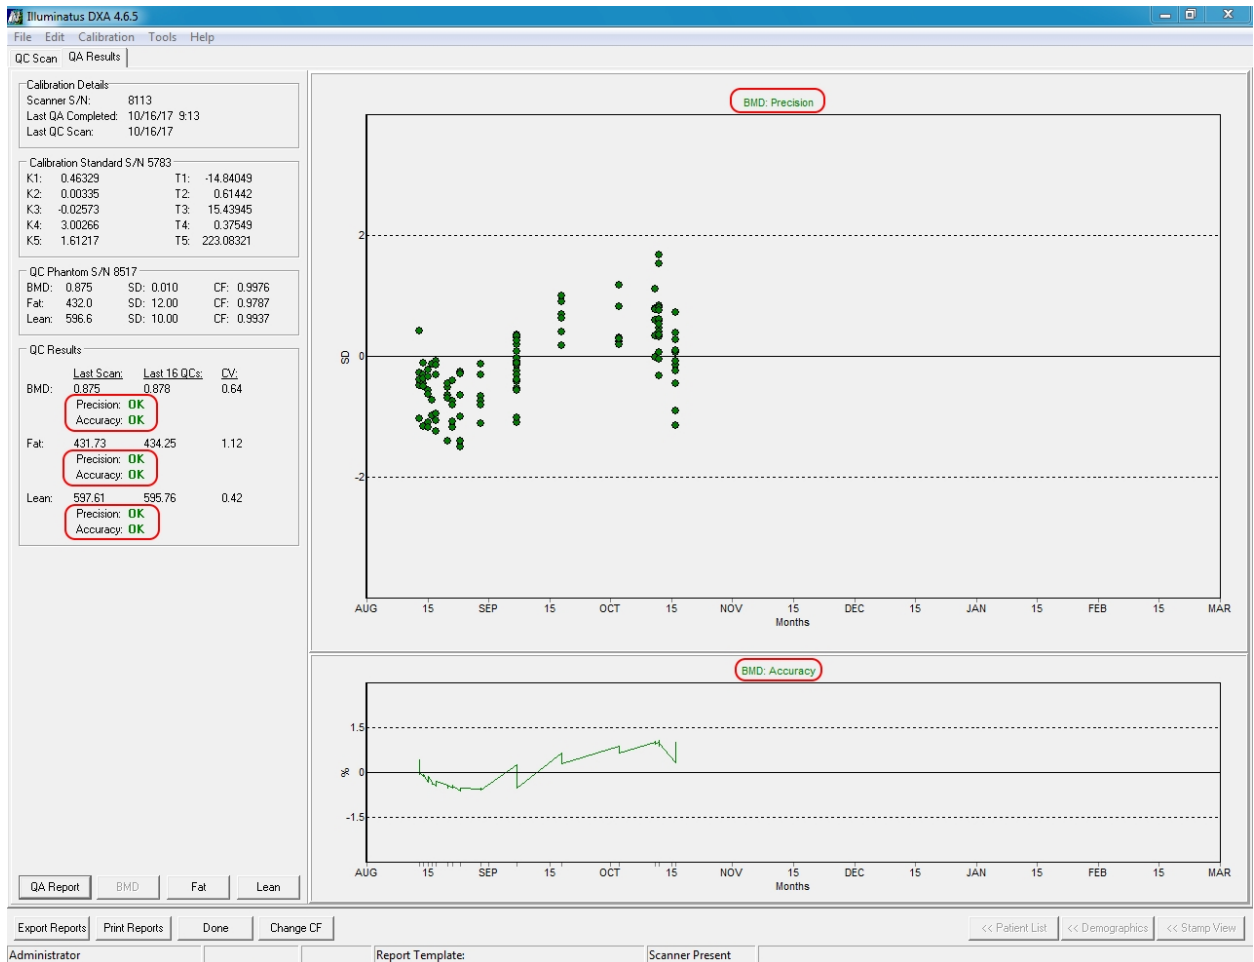 Illuminatus DXA 4.6.5
File Edit Calibration Tools Help
QC Scan QA Results
Calibration Details
Scanner S/N: 8113
Last QA Completed: 10/16/17 9:13
Last QC Scan: 10/16/17
Calibration Standard S/N 5783
K1: 0.46329 T1: -14.84049
K2: 0.00335 T2: 0.61442
K3: -0.02573 T3: 15.43945
K4: 3.00266 T4: 0.37549
K5: 1.61217 T5: 223.08321
QC Phantom S/N 8517
BMD: 0.875 SD: 0.010 CF: 0.9976
Fat: 432.0 SD: 12.00 CF: 0.9787
Lean: 596.6 SD: 10.00 CF: 0.9937
QC Results
Last Scan: Last 16 QCs: CV:
BMD: 0.875 0.878 0.64
Precision: OK
Accuracy: OK
Fat: 431.73 434.25 1.12
Precision: OK
Accuracy: OK
Lean: 597.61 595.76 0.42
Precision: OK
Accuracy: OK
QA Report BMD Fat Lean
BMD: Precision
2
SD 0
-2
AUG 15 SEP 15 OCT 15 NOV 15 DEC 15 JAN 15 FEB 15 MAR
Months
BMD: Accuracy
1.5
% 0
-1.5
AUG 15 SEP 15 OCT 15 NOV 15 DEC 15 JAN 15 FEB 15 MAR
Months
Export Reports Print Reports Done Change CF << Patient List << Demographics << Stamp View
Administrator Report Template: Scanner Present